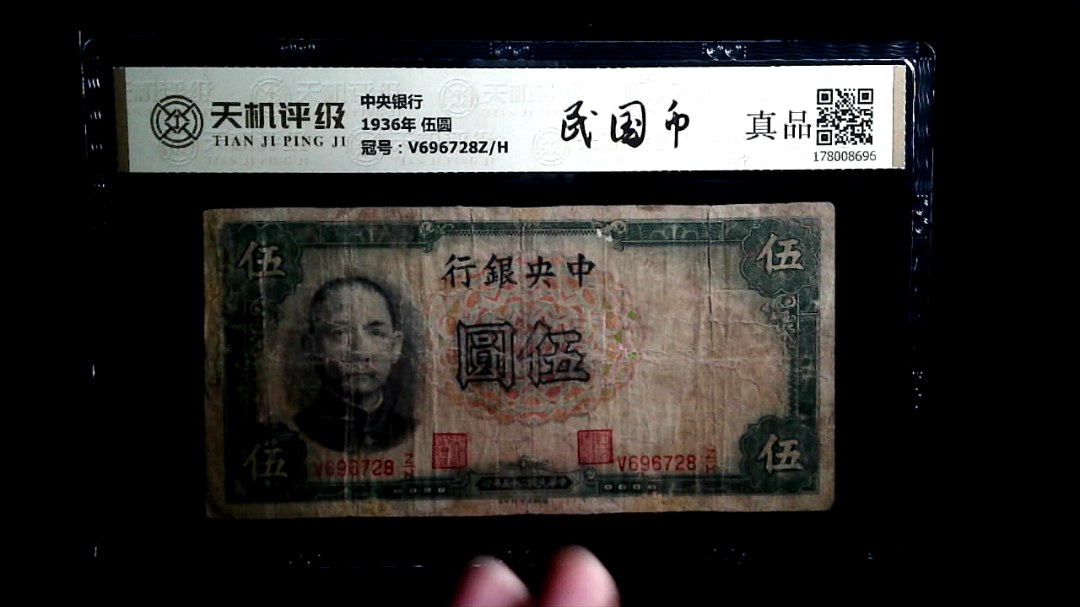 天机评级
TIAN JI PING JI
中央银行
1936年 伍圆
冠号：V696728Z/H
民国币
真品
178008696
伍
伍
行銀央中
圓伍
伍
伍
V696728 Z/H
V696728 Z/H